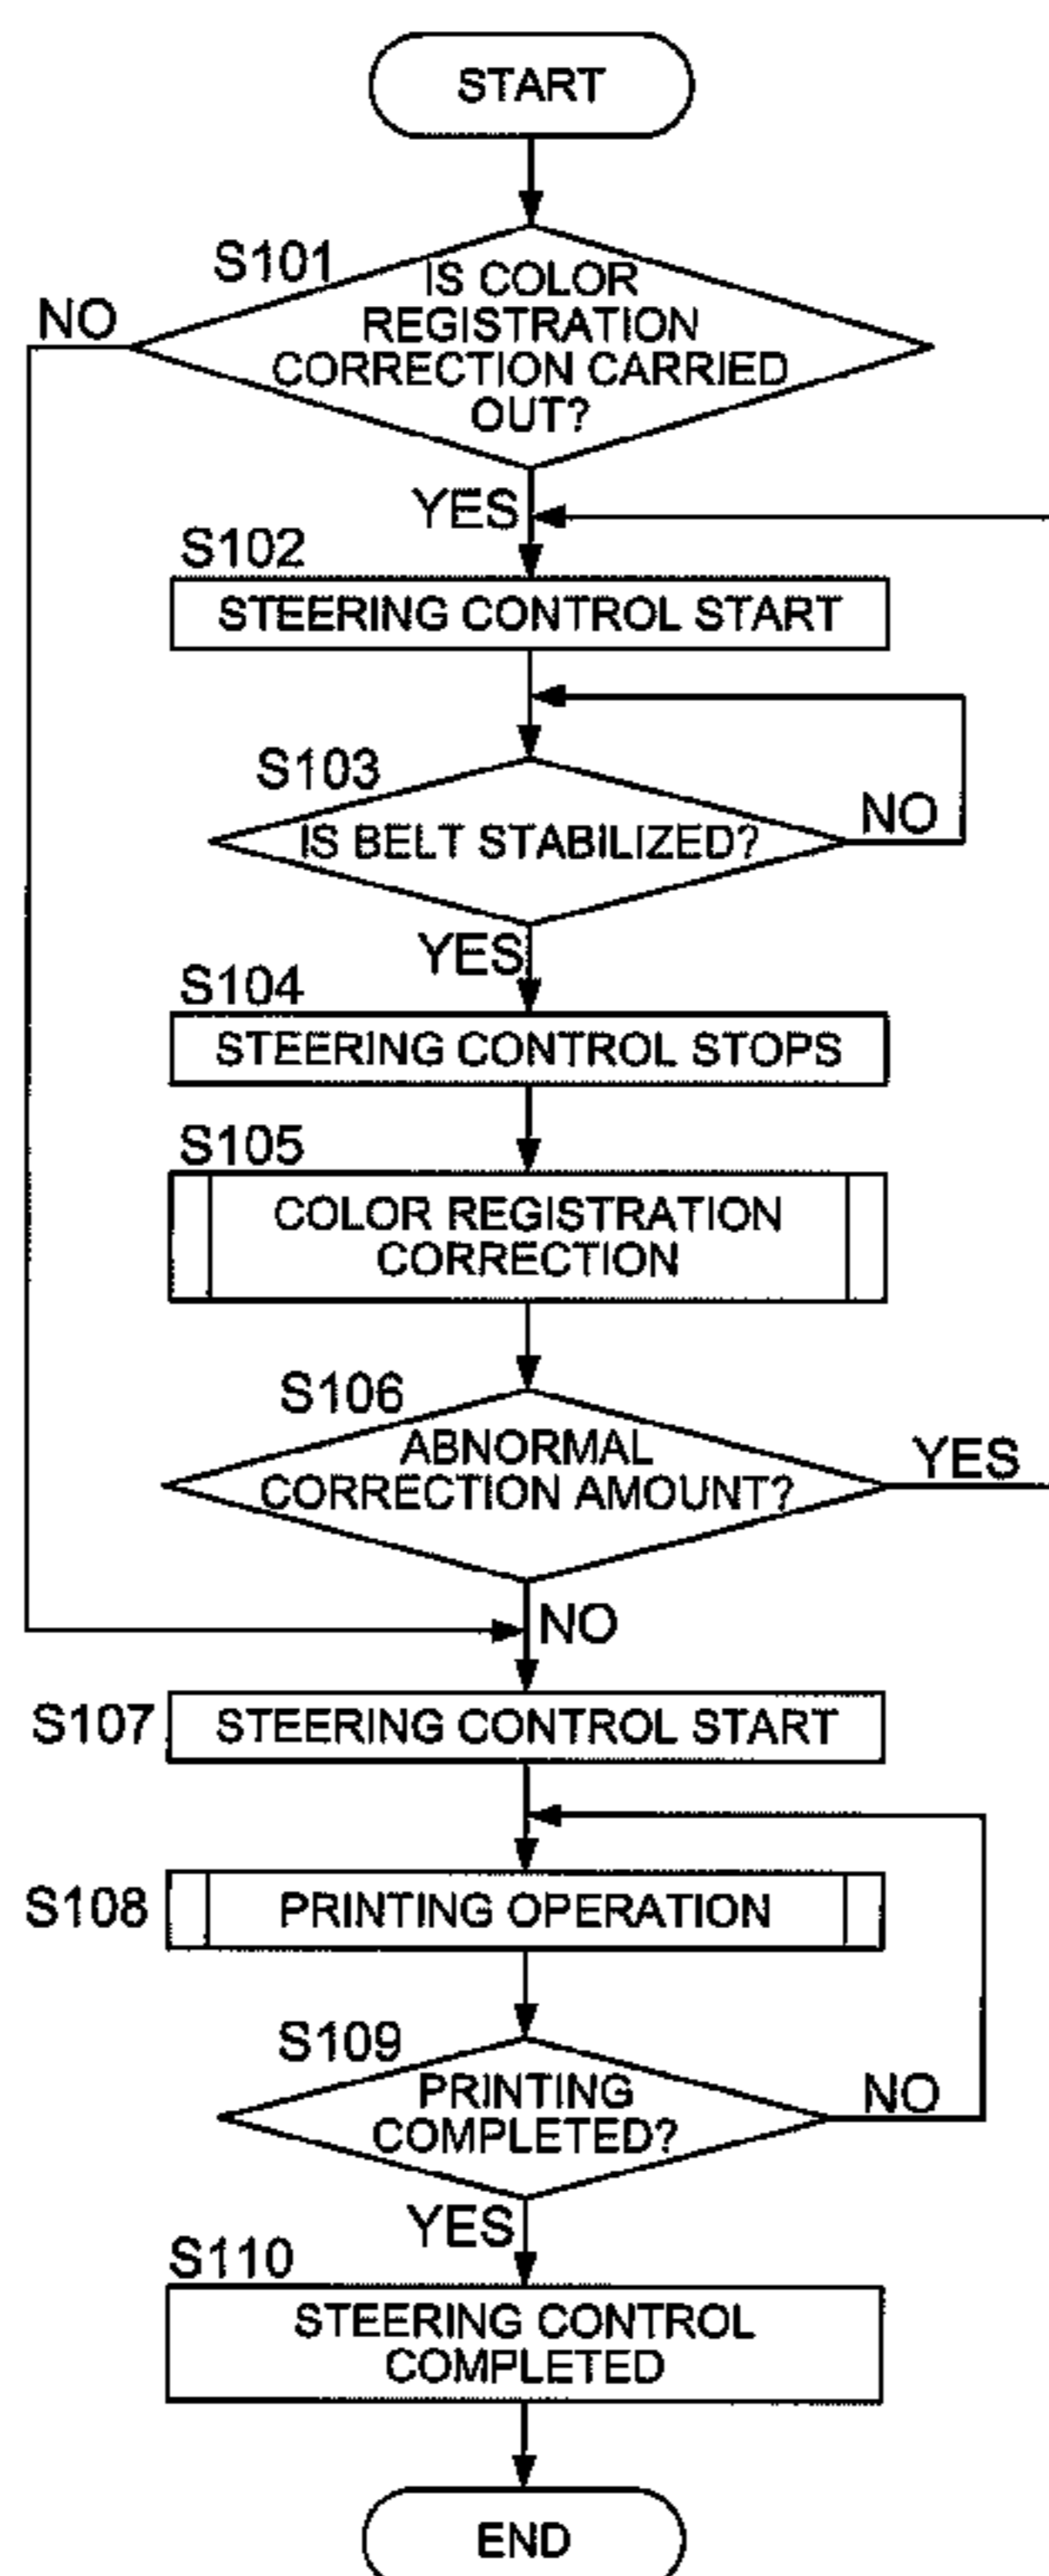 START
S101
IS COLOR
REGISTRATION
CORRECTION CARRIED
OUT?
NO
YES
S102
STEERING CONTROL START
S103
IS BELT STABILIZED?
NO
YES
S104
STEERING CONTROL STOPS
S105
COLOR REGISTRATION
CORRECTION
S106
ABNORMAL
CORRECTION AMOUNT?
YES
NO
S107
STEERING CONTROL START
S108
PRINTING OPERATION
S109
PRINTING
COMPLETED?
NO
YES
S110
STEERING CONTROL
COMPLETED
END